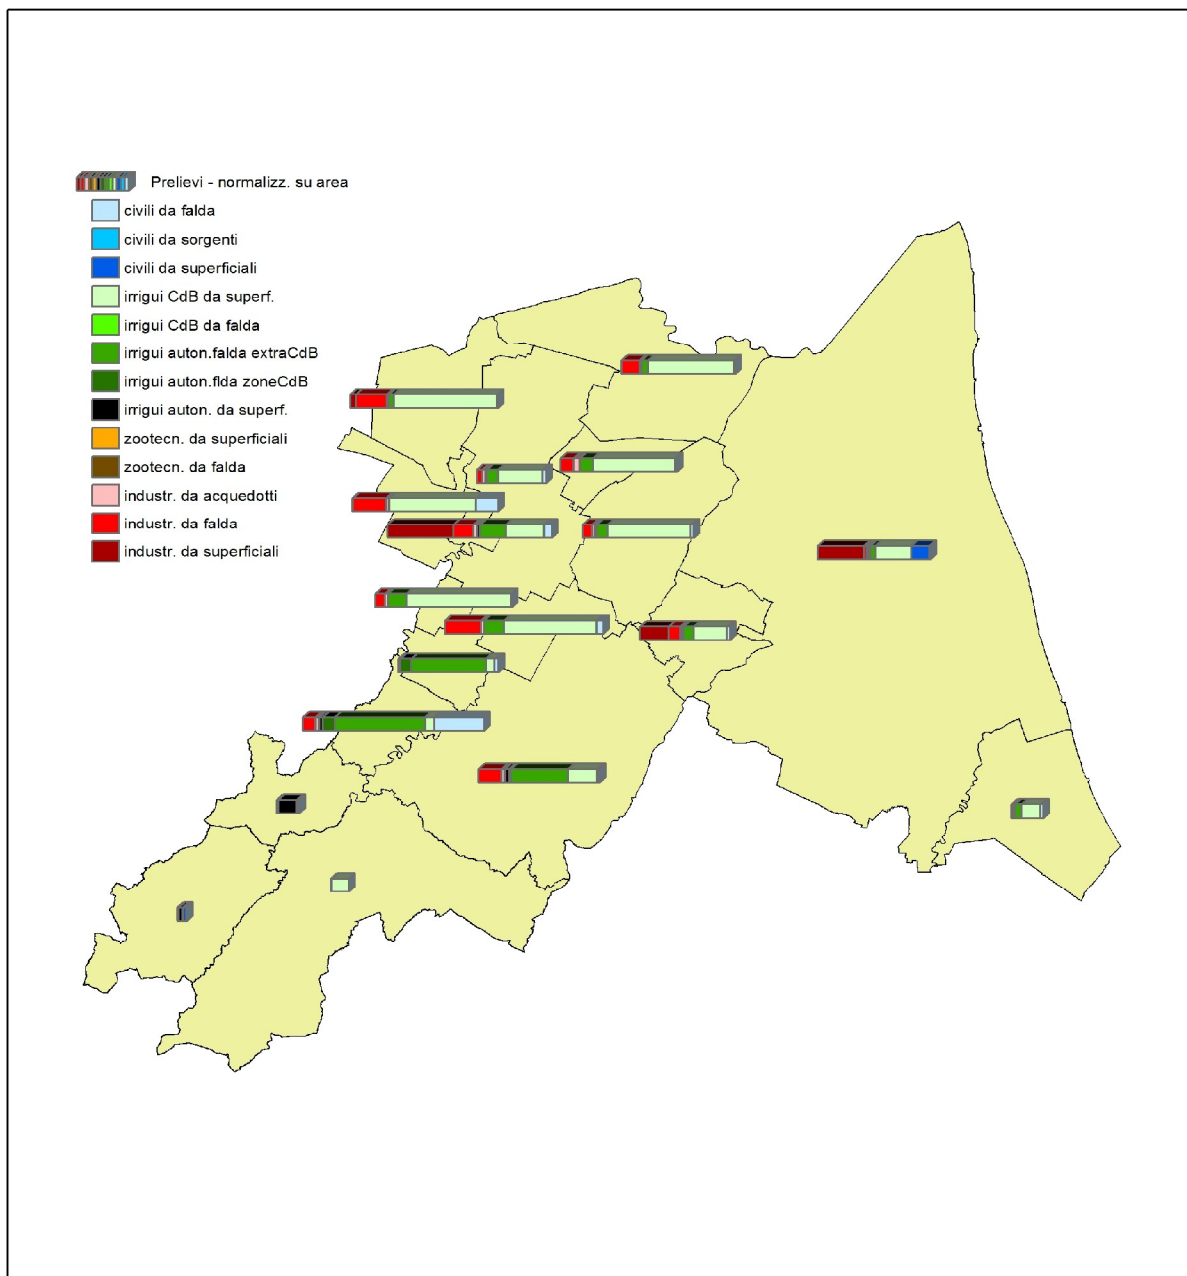 Prelievi - normalizz. su area
civili da falda
civili da sorgenti
civili da superficiali
irrigui CdB da superf.
irrigui CdB da falda
irrigui auton.falda extraCdB
irrigui auton.flda zoneCdB
irrigui auton. da superf.
zootecn. da superficiali
zootecn. da falda
industr. da acquedotti
industr. da falda
industr. da superficiali